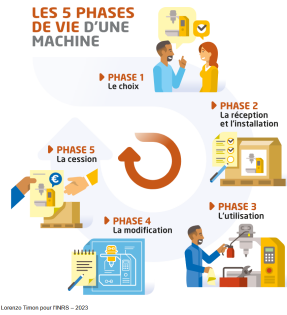 LES 5 PHASES
DE VIE D'UNE
MACHINE
PHASE 1
Le choix
PHASE 2
La réception
et l'installation
PHASE 5
La cession
€
PHASE 4
La modification
PHASE 3
L'utilisation
Lorenzo Timon pour l'INRS – 2023